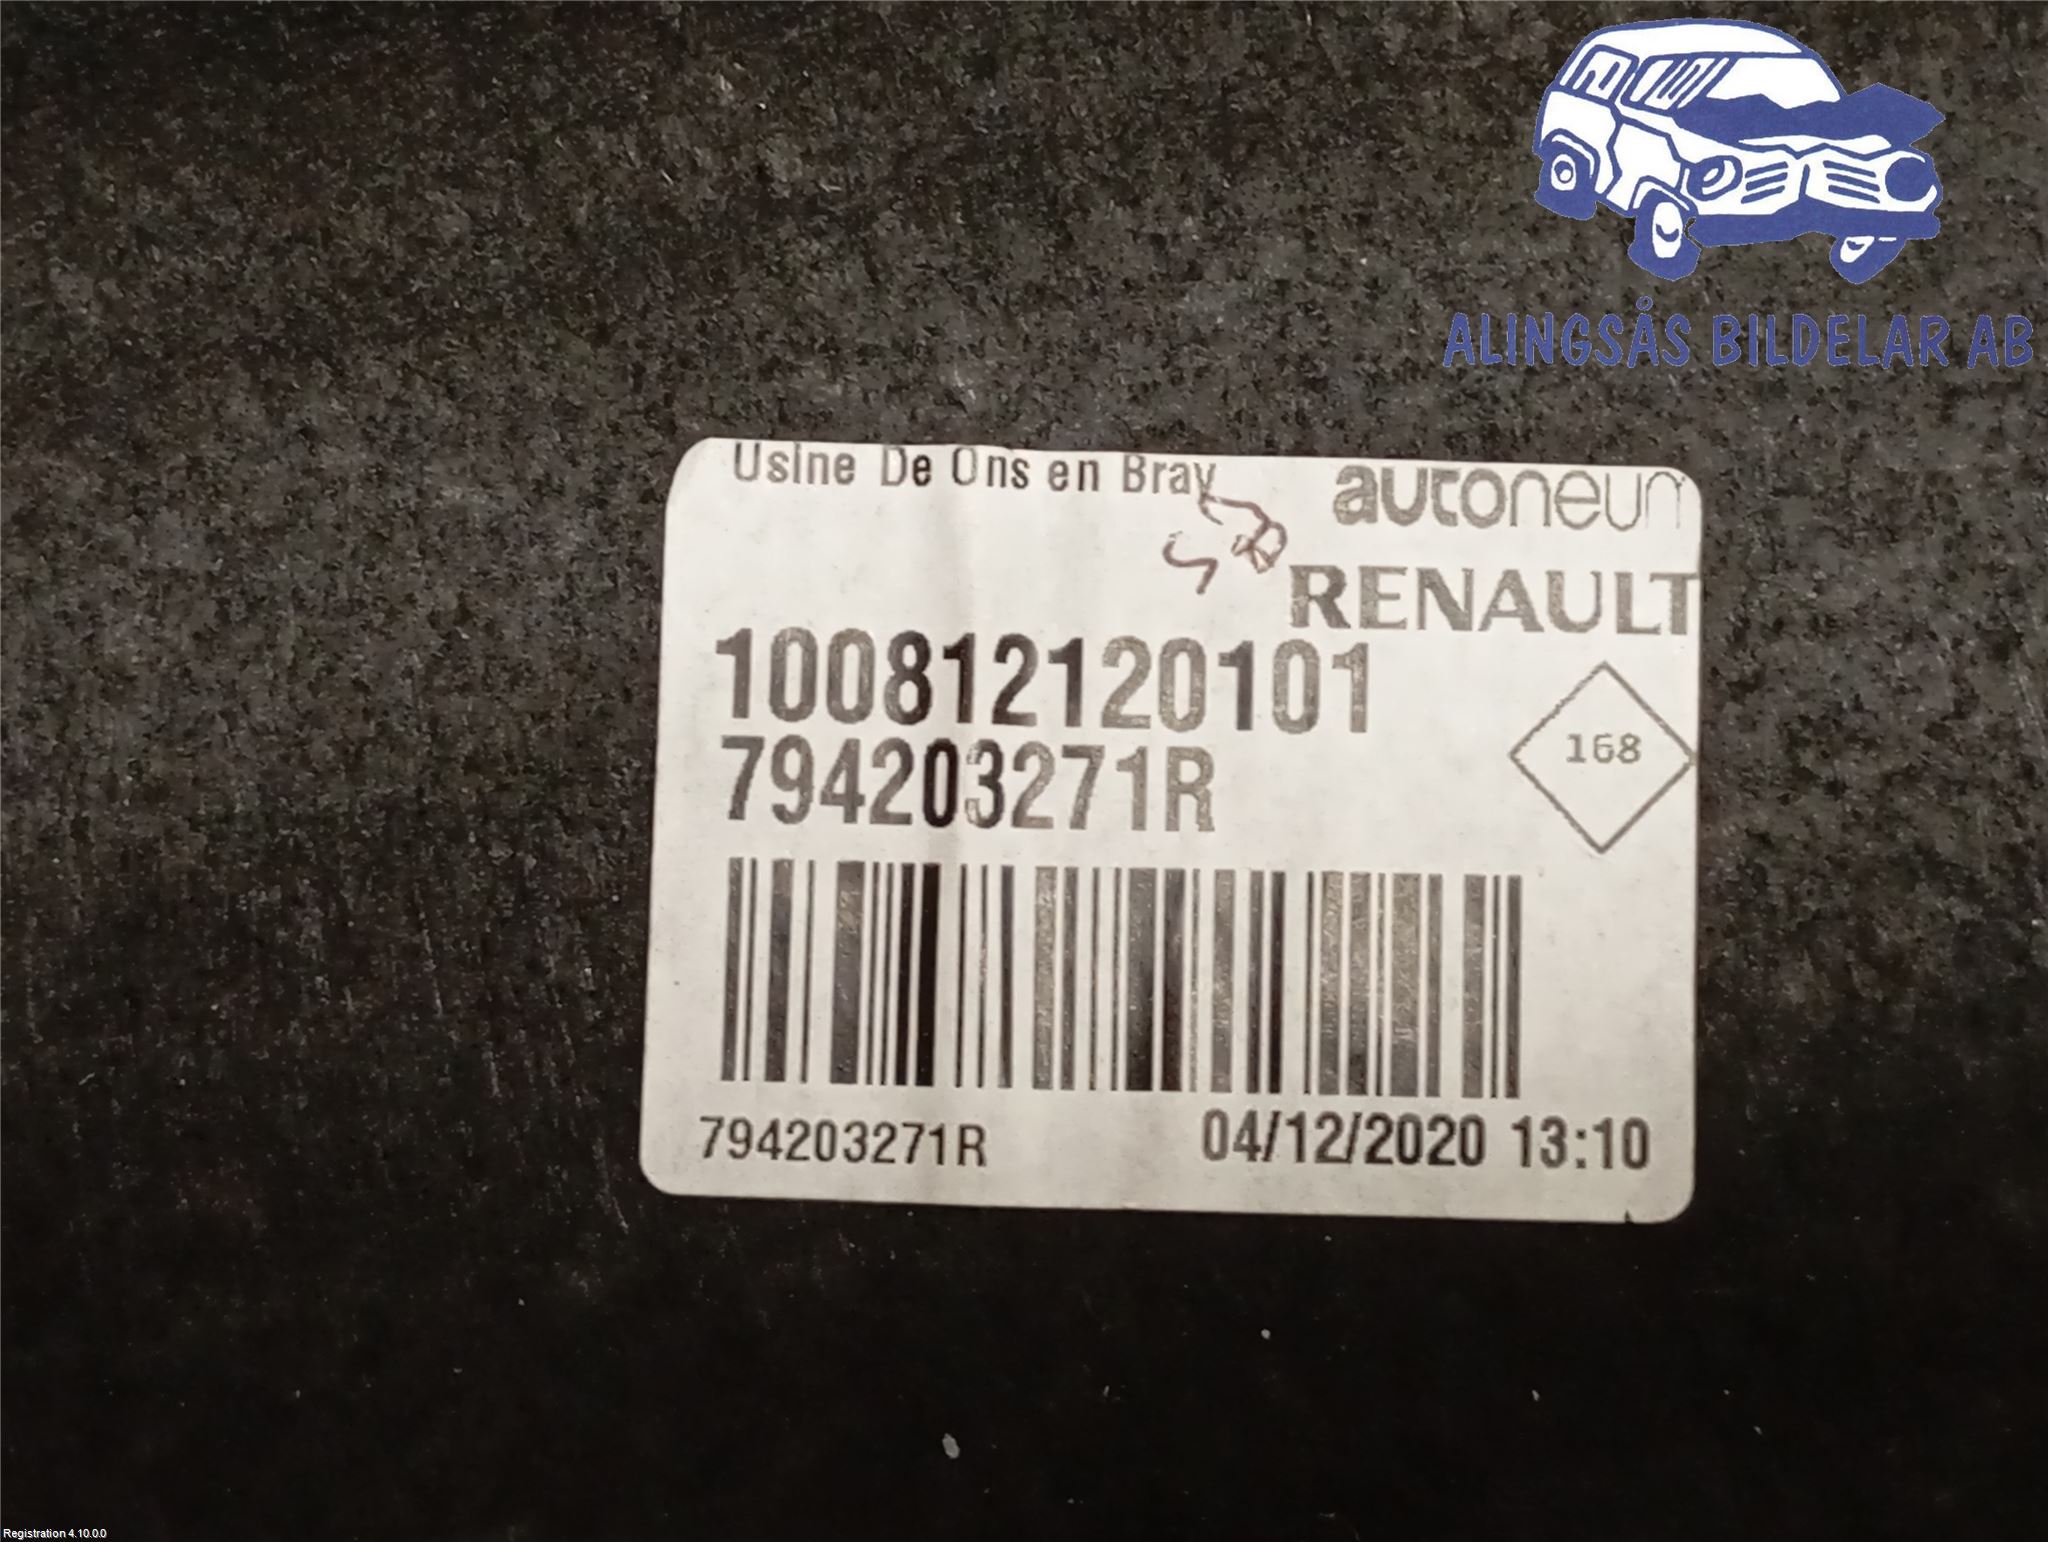 ALINGSÅS BILDELAR AB
Usine De Ons en Bray
autoneum
RENAULT
100812120101
794203271R
168
794203271R 04/12/2020 13:10
Registration 4.10.0.0